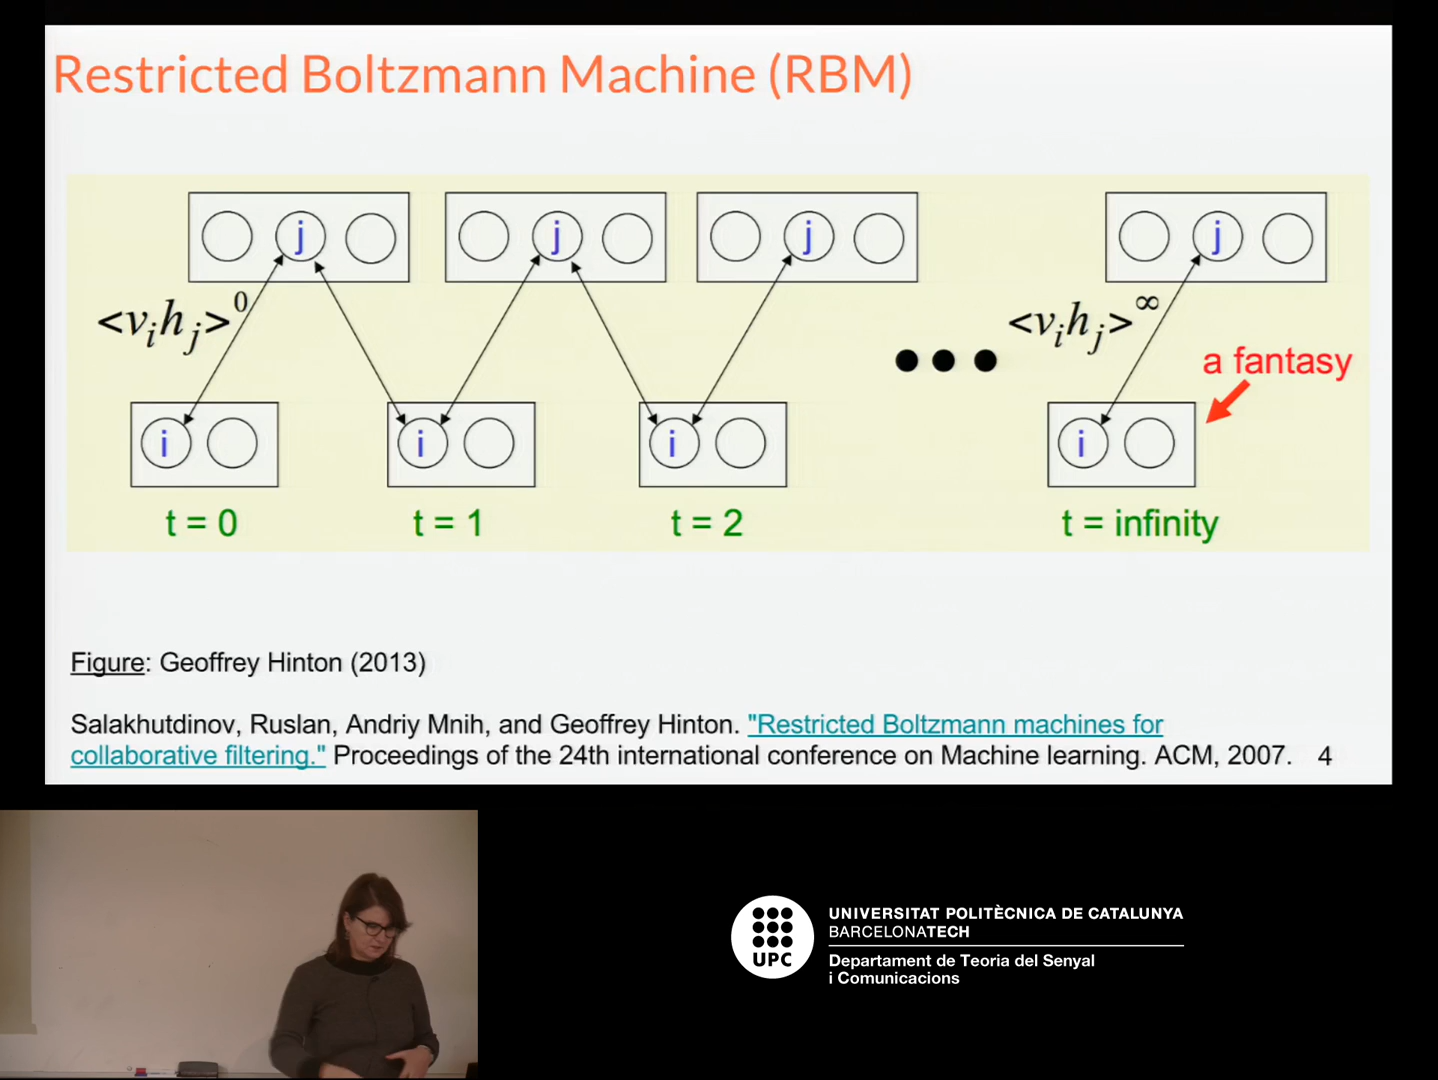 Restricted Boltzmann Machine (RBM)
j j j j
<v_i h_j>^0 <v_i h_j>^∞
a fantasy
i i i i
t = 0 t = 1 t = 2 t = infinity
Figure: Geoffrey Hinton (2013)
Salakhutdinov, Ruslan, Andriy Mnih, and Geoffrey Hinton. "Restricted Boltzmann machines for
collaborative filtering." Proceedings of the 24th international conference on Machine learning. ACM, 2007. 4
UPC
UNIVERSITAT POLITÈCNICA DE CATALUNYA
BARCELONATECH
Departament de Teoria del Senyal
i Comunicacions